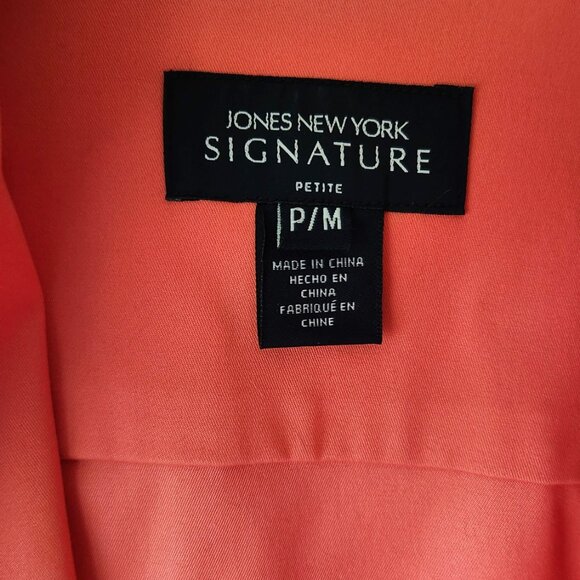 JONES NEW YORK
SIGNATURE
PETITE
P/M
MADE IN CHINA
HECHO EN
CHINA
FABRIQUÉ EN
CHINE